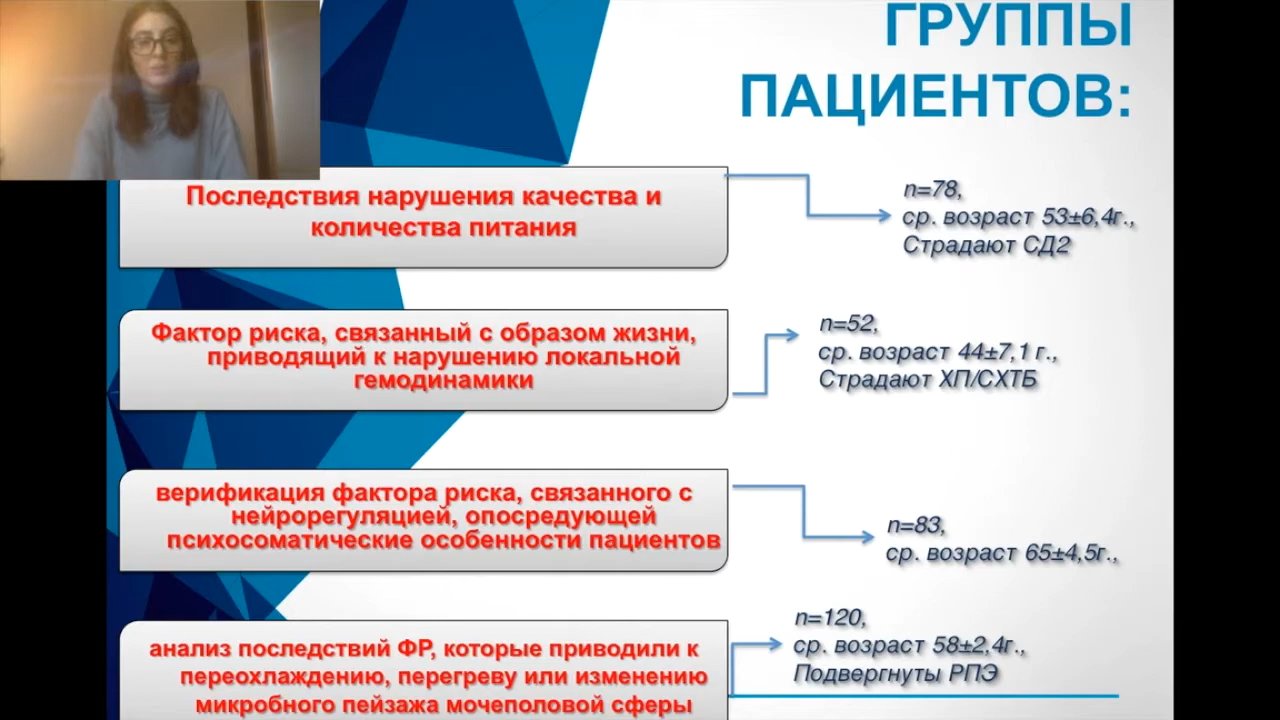 ГРУППЫ
ПАЦИЕНТОВ:
Последствия нарушения качества и
количества питания
n=78,
ср. возраст 53±6,4г.,
Страдают СД2
Фактор риска, связанный с образом жизни,
приводящий к нарушению локальной
гемодинамики
n=52,
ср. возраст 44±7,1 г.,
Страдают ХП/СХТБ
верификация фактора риска, связанного с
нейрорегуляцией, опосредующей
психосоматические особенности пациентов
n=83,
ср. возраст 65±4,5г.,
анализ последствий ФР, которые приводили к
переохлаждению, перегреву или изменению
микробного пейзажа мочеполовой сферы
n=120,
ср. возраст 58±2,4г.,
Подвергнуты РПЭ